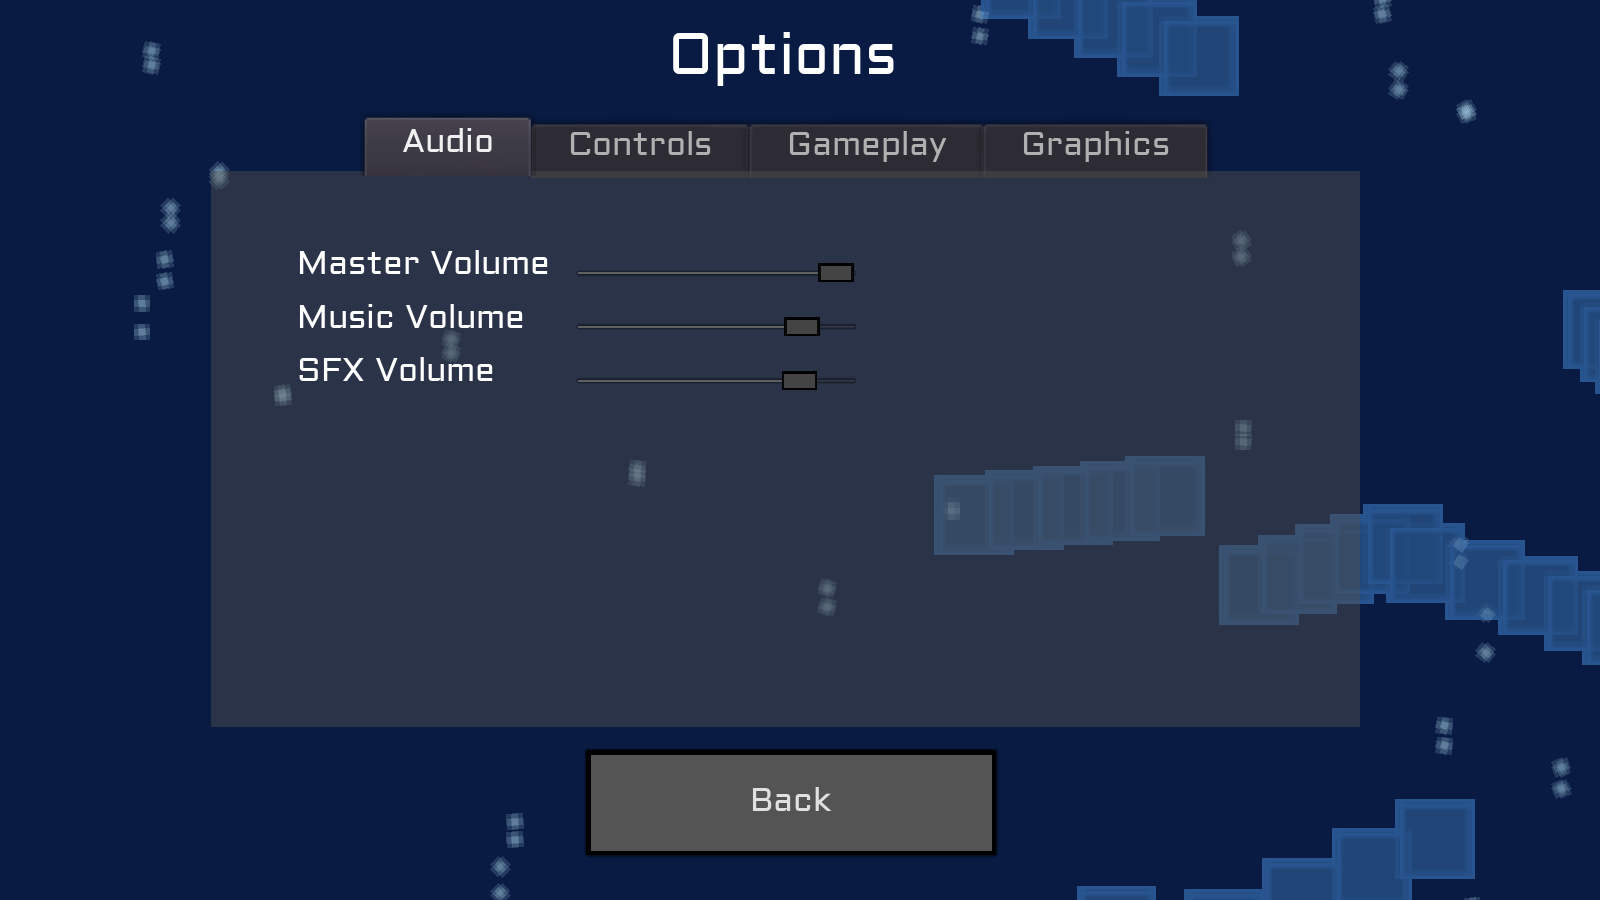 Options
Audio Controls Gameplay Graphics
Master Volume
Music Volume
SFX Volume
Back